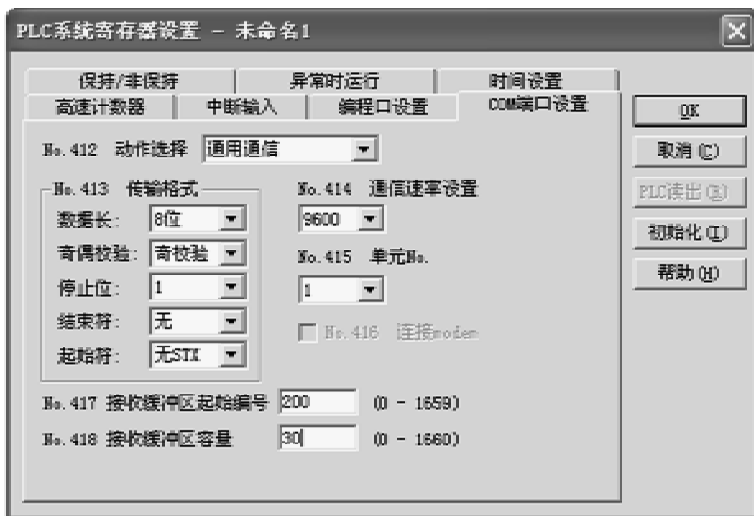 PLC系统寄存器设置 - 未命名1
保持/非保持 异常时运行 时间设置
高速计数器 中断输入 编程口设置 COM端口设置
OK
No.412 动作选择 通用通信
取消(C)
No.413 传输格式 No.414 通信速率设置
PLC读出(R)
数据长: 8位 9600
初始化(I)
奇偶校验: 奇校验 No.415 单元No.
帮助(H)
停止位: 1 1
结束符: 无 No.416 连接modem
起始符: 无STX
No.417 接收缓冲区起始编号 200 (0 - 1659)
No.418 接收缓冲区容量 30 (0 - 1660)